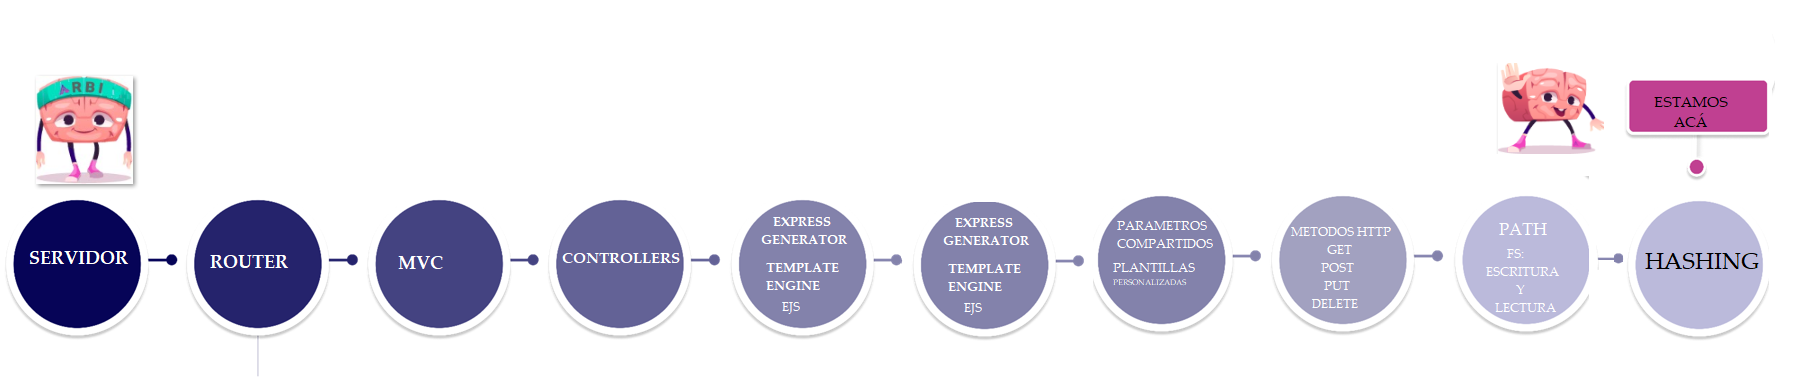 ARBI
ESTAMOS
ACÁ
SERVIDOR
ROUTER
MVC
CONTROLLERS
EXPRESS
GENERATOR
TEMPLATE
ENGINE
EJS
EXPRESS
GENERATOR
TEMPLATE
ENGINE
EJS
PARAMETROS
COMPARTIDOS
PLANTILLAS
PERSONALIZADAS
METODOS HTTP
GET
POST
PUT
DELETE
PATH
FS:
ESCRITURA
Y
LECTURA
HASHING